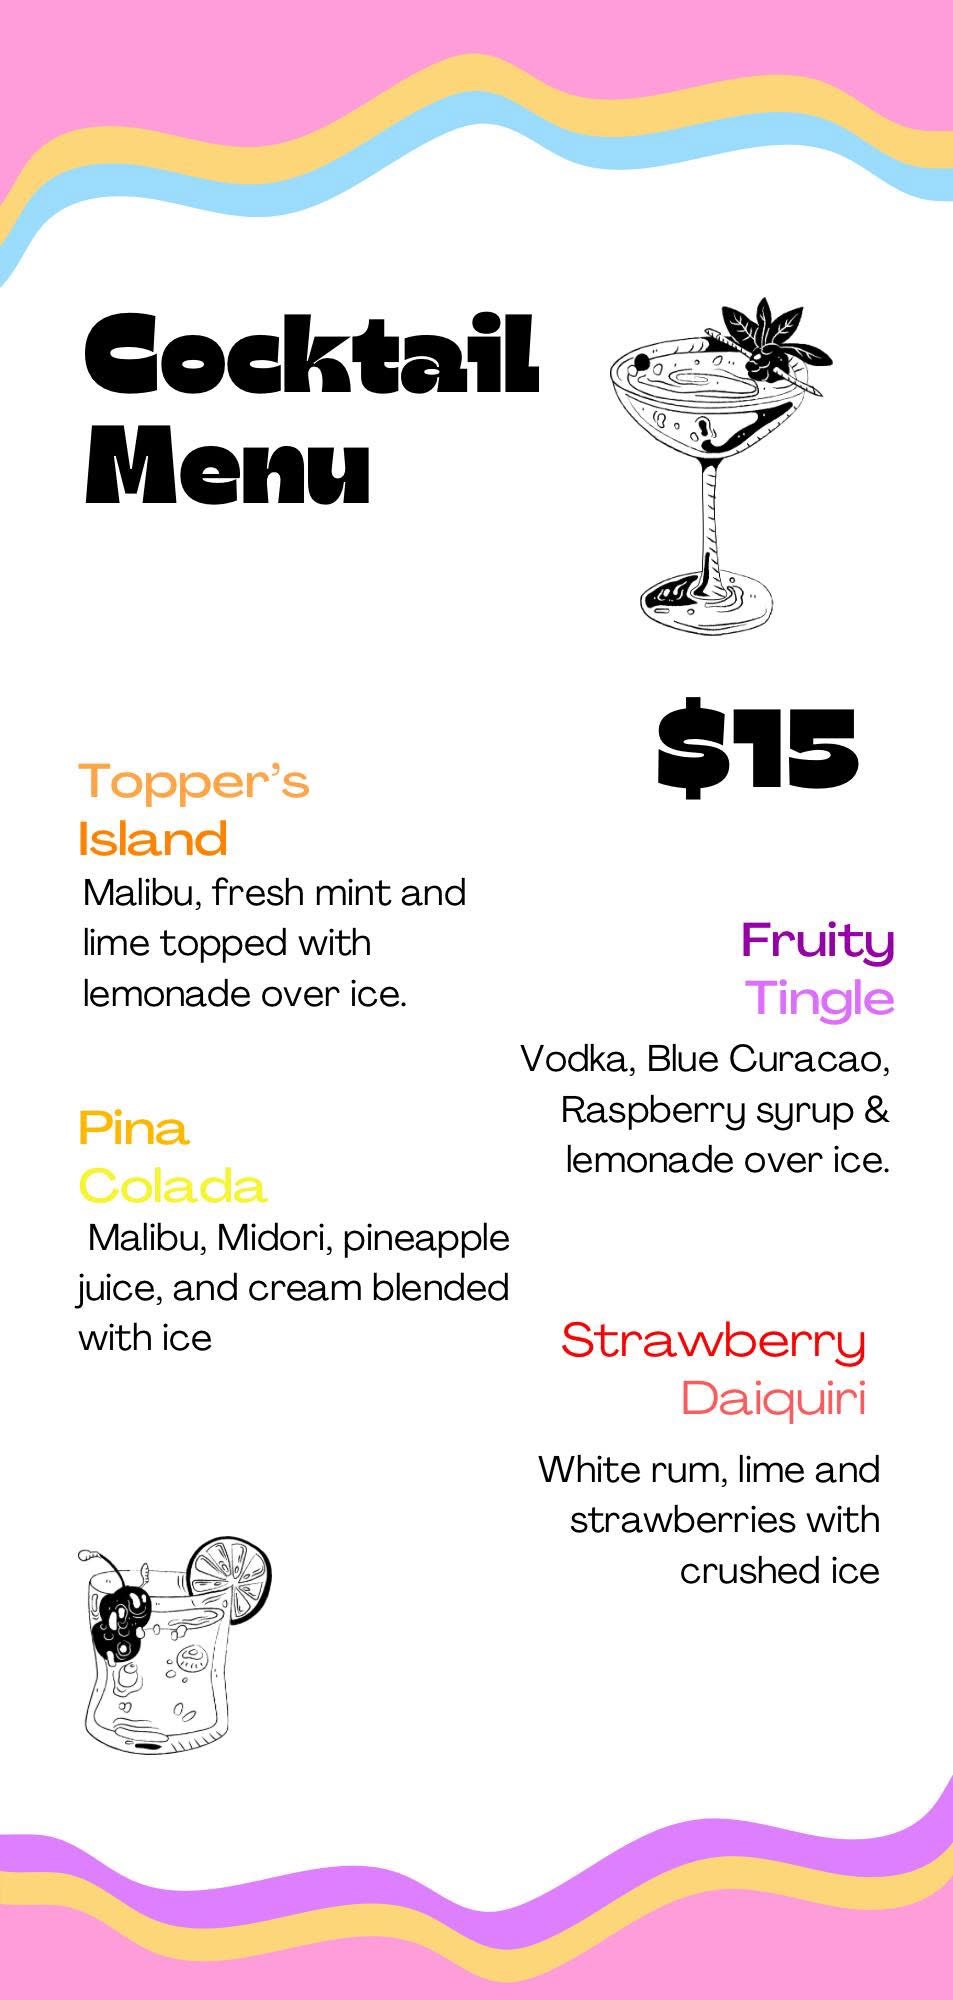 Cocktail
Menu
$15
Topper's
Island
Malibu, fresh mint and
lime topped with
lemonade over ice.
Fruity
Tingle
Vodka, Blue Curacao,
Raspberry syrup &
lemonade over ice.
Pina
Colada
Malibu, Midori, pineapple
juice, and cream blended
with ice
Strawberry
Daiquiri
White rum, lime and
strawberries with
crushed ice